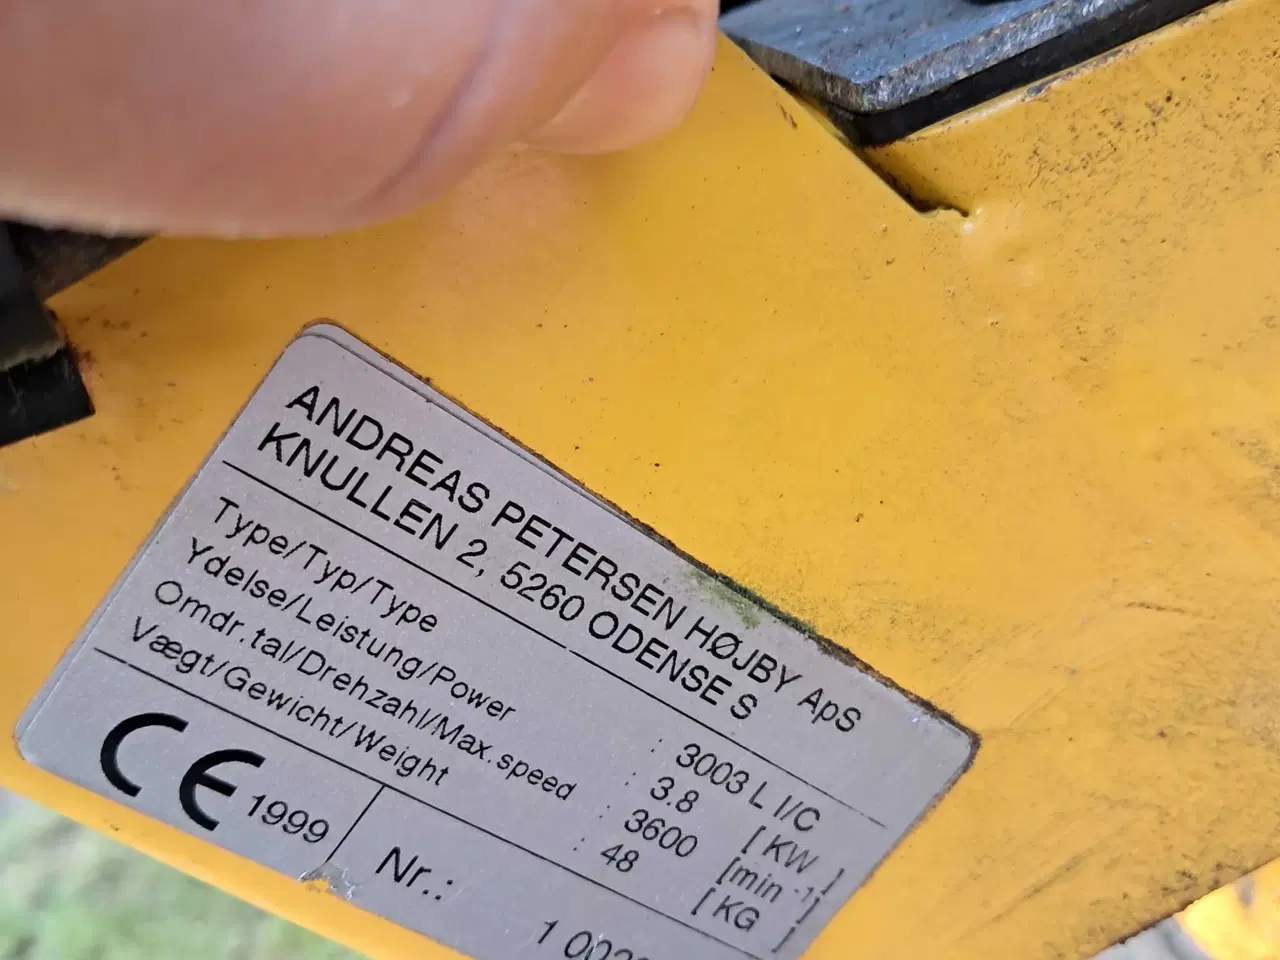 ANDREAS PETERSEN HØJBY ApS
KNULLEN 2, 5260 ODENSE S
Type/Typ/Type : 3003 L I/C
Ydelse/Leistung/Power : 3.8 [ KW ]
Omdr.tal/Drehzahl/Max.speed : 3600 [min⁻¹]
Vægt/Gewicht/Weight : 48 [ KG ]
CE 1999
Nr.: